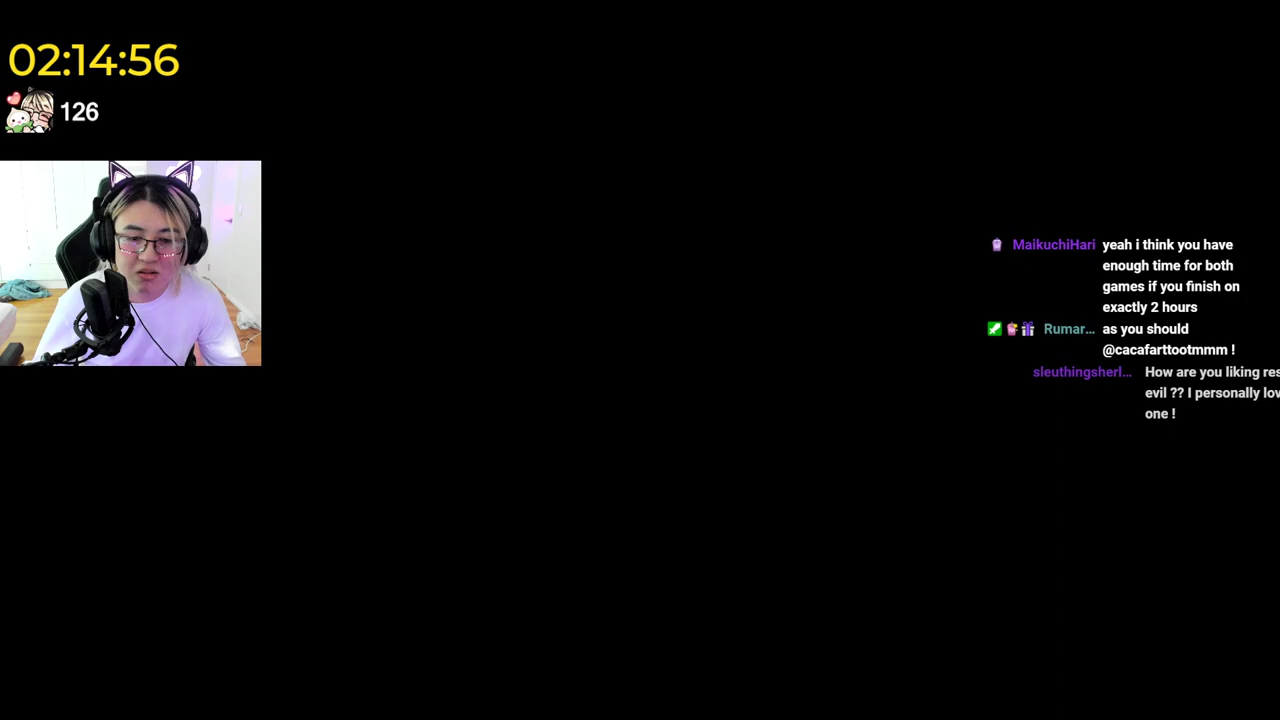 02:14:56
126
MaikuchiHari yeah i think you have
enough time for both
games if you finish on
exactly 2 hours
Rumar... as you should
@cacafarttootmmm !
sleuthingsherl... How are you liking res
evil ?? I personally lov
one !